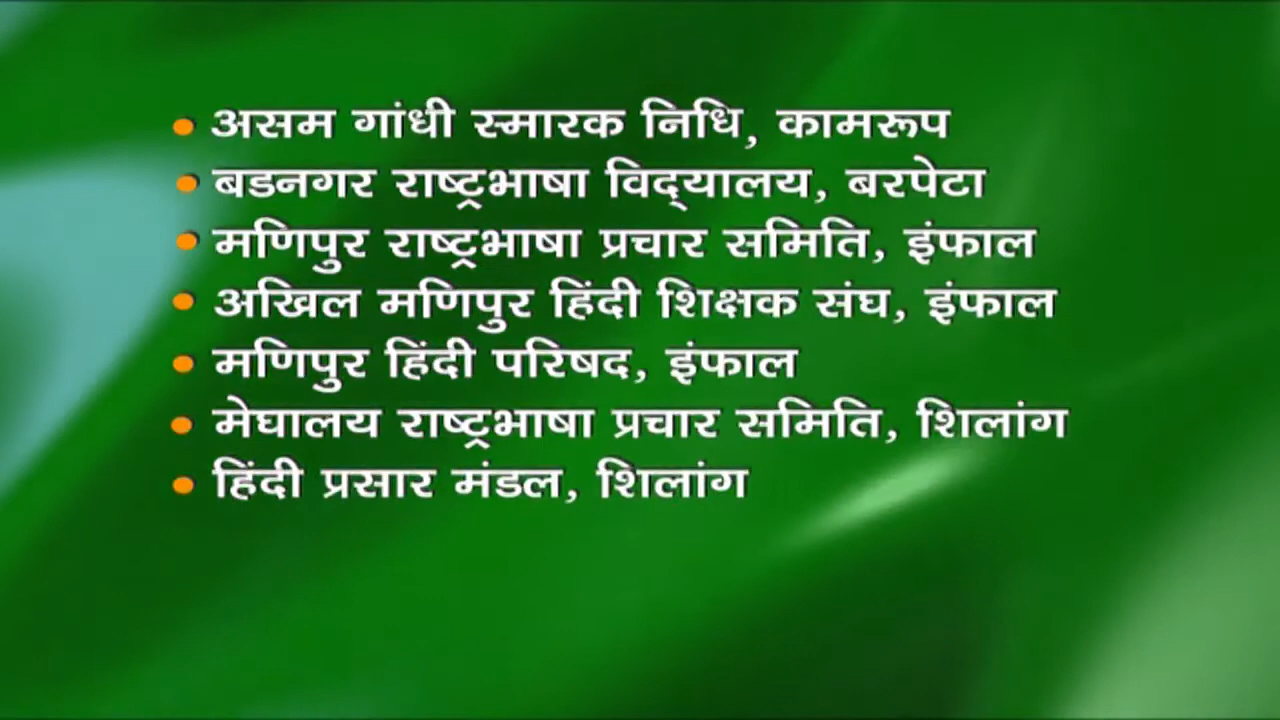 • असम गांधी स्मारक निधि, कामरूप
• बडनगर राष्ट्रभाषा विद्‌यालय, बरपेटा
• मणिपुर राष्ट्रभाषा प्रचार समिति, इंफाल
• अखिल मणिपुर हिंदी शिक्षक संघ, इंफाल
• मणिपुर हिंदी परिषद, इंफाल
• मेघालय राष्ट्रभाषा प्रचार समिति, शिलांग
• हिंदी प्रसार मंडल, शिलांग